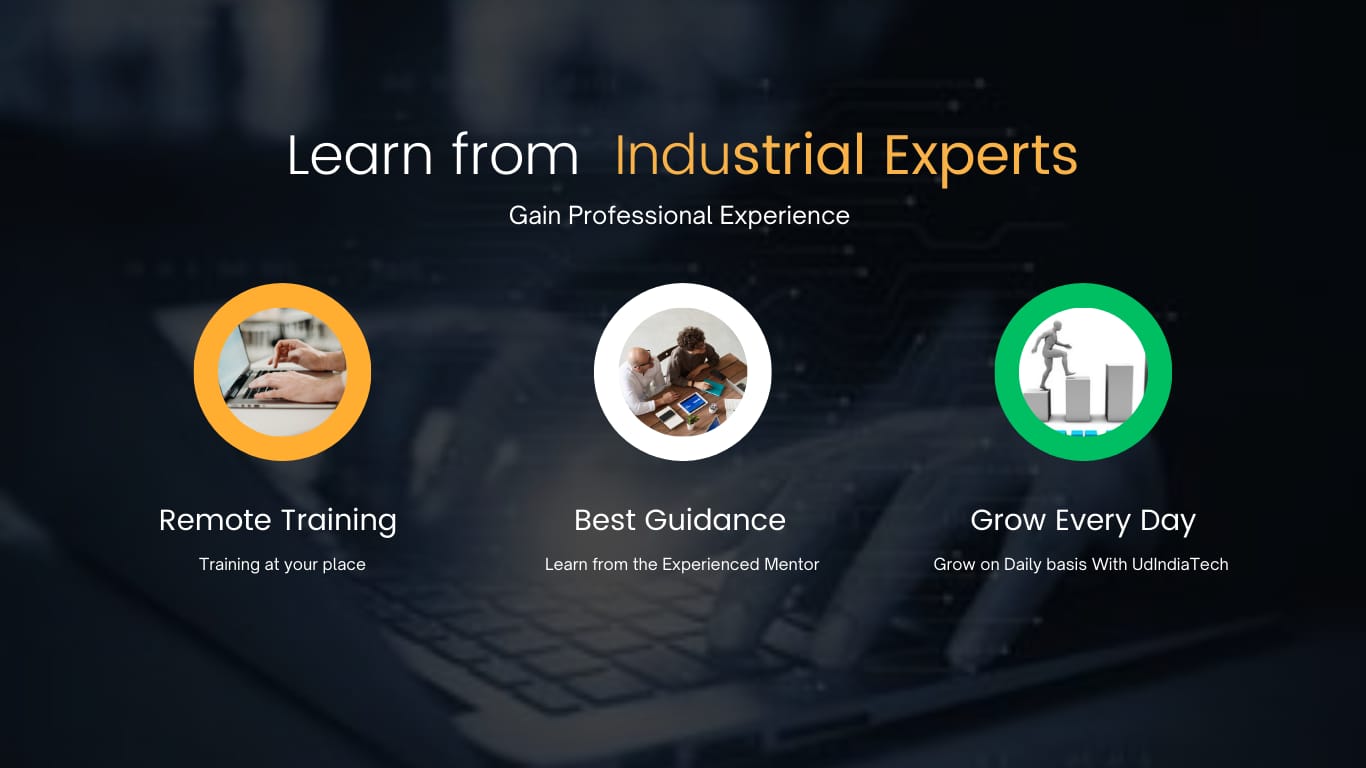 Learn from Industrial Experts
Gain Professional Experience
Remote Training
Best Guidance
Grow Every Day
Training at your place
Learn from the Experienced Mentor
Grow on Daily basis With UdIndiaTech